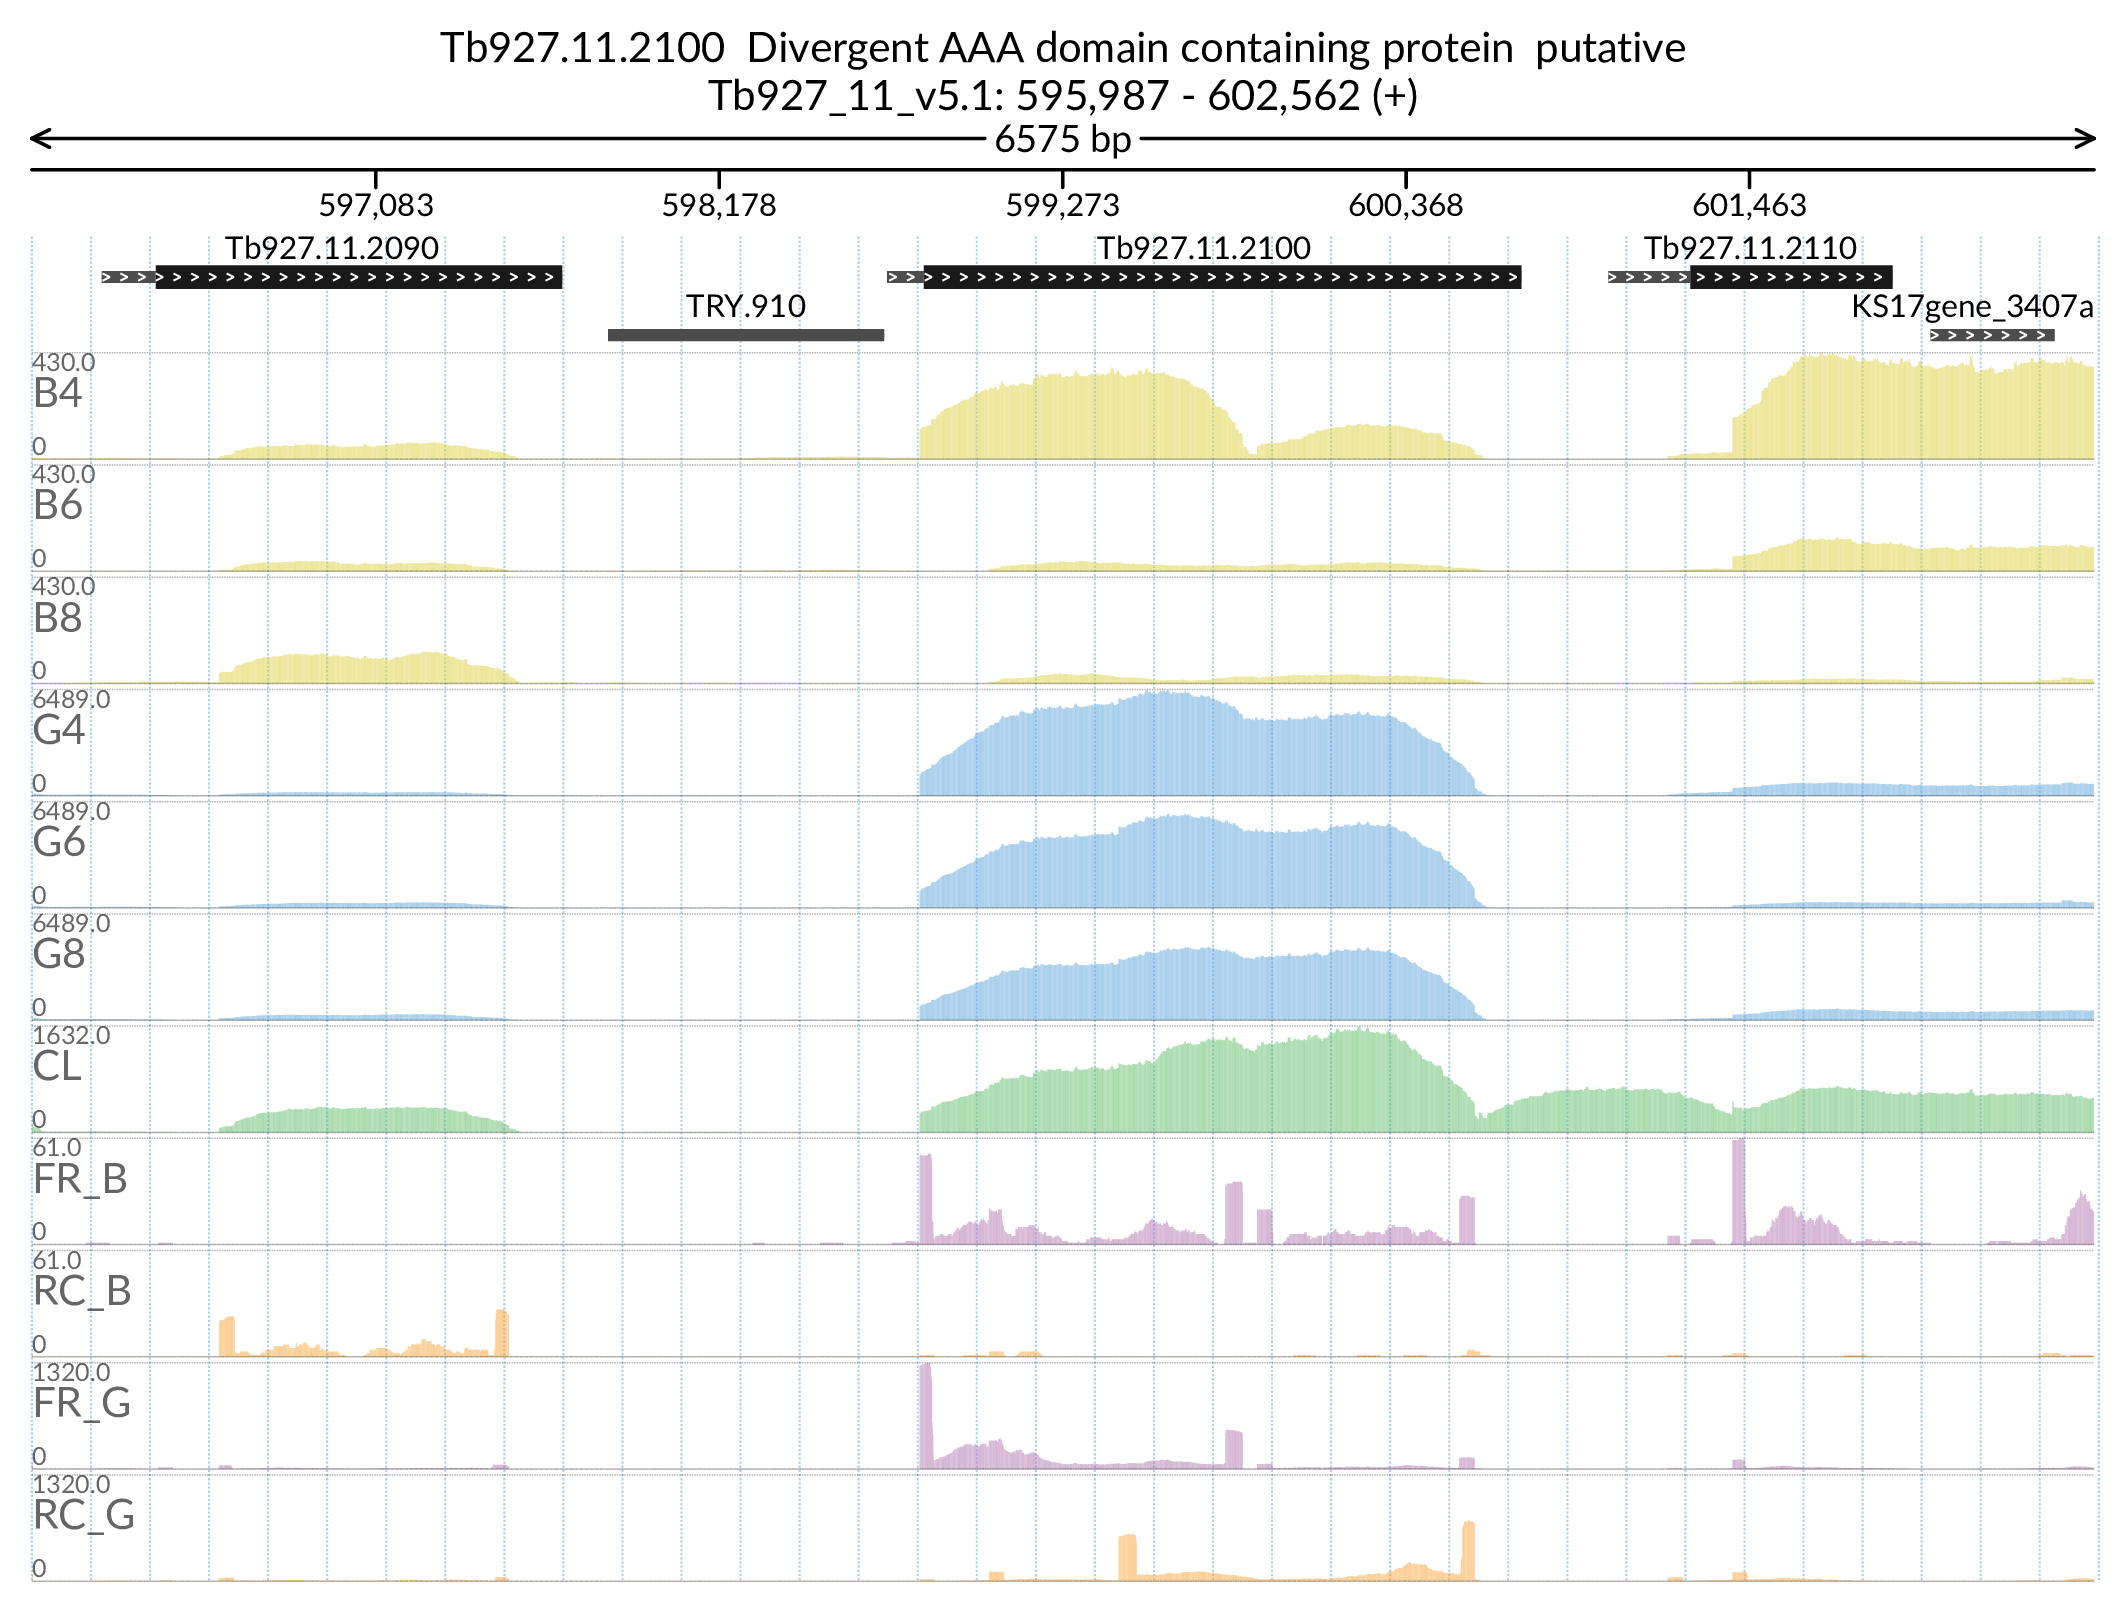 Tb927.11.2100  Divergent AAA domain containing protein  putative
Tb927_11_v5.1: 595,987 - 602,562 (+)
6575 bp
597,083 598,178 599,273 600,368 601,463
Tb927.11.2090 Tb927.11.2100 Tb927.11.2110
TRY.910 KS17gene_3407a
430.0
B4
0
430.0
B6
0
430.0
B8
0
6489.0
G4
0
6489.0
G6
0
6489.0
G8
0
1632.0
CL
0
61.0
FR_B
0
61.0
RC_B
0
1320.0
FR_G
0
1320.0
RC_G
0